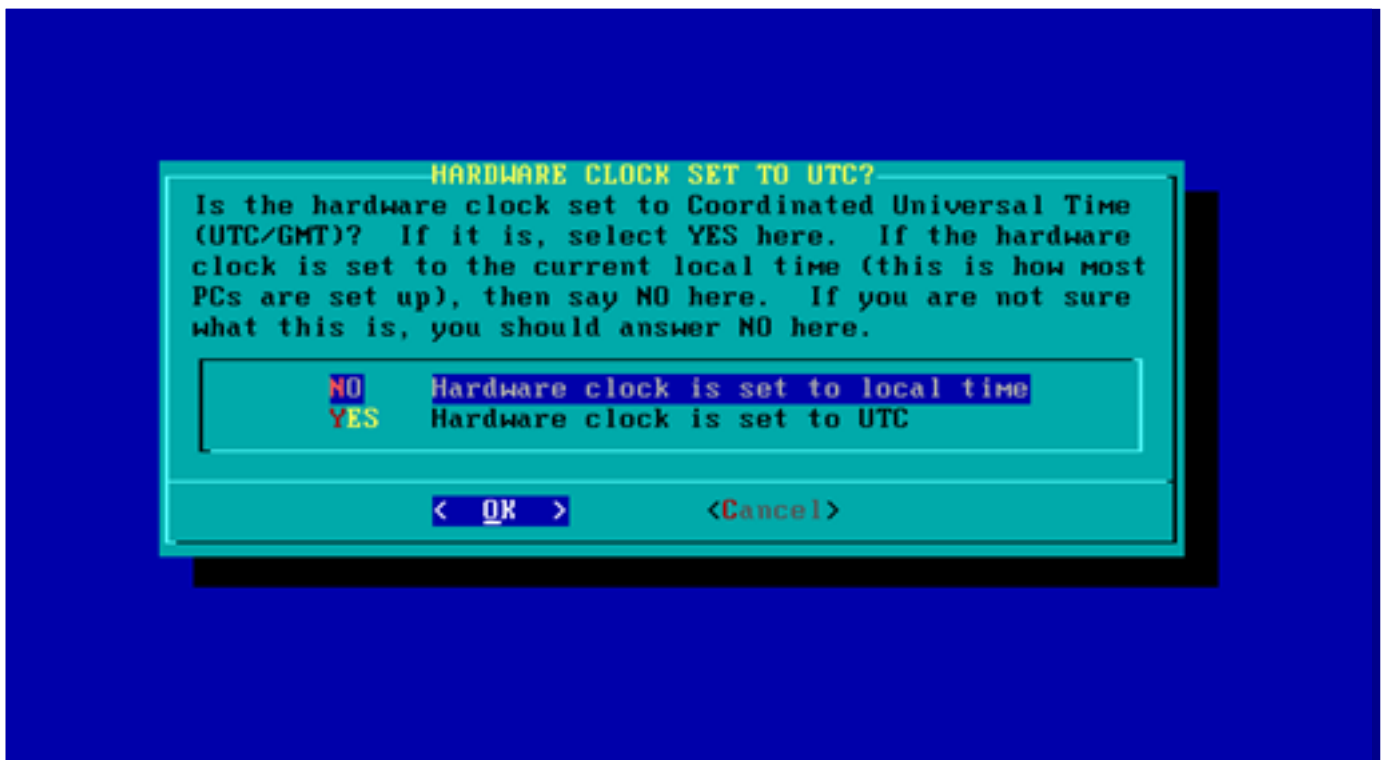 HARDWARE CLOCK SET TO UTC?
Is the hardware clock set to Coordinated Universal Time
(UTC/GMT)?  If it is, select YES here.  If the hardware
clock is set to the current local time (this is how most
PCs are set up), then say NO here.  If you are not sure
what this is, you should answer NO here.
NO Hardware clock is set to local time
YES Hardware clock is set to UTC
< OK > <Cancel>